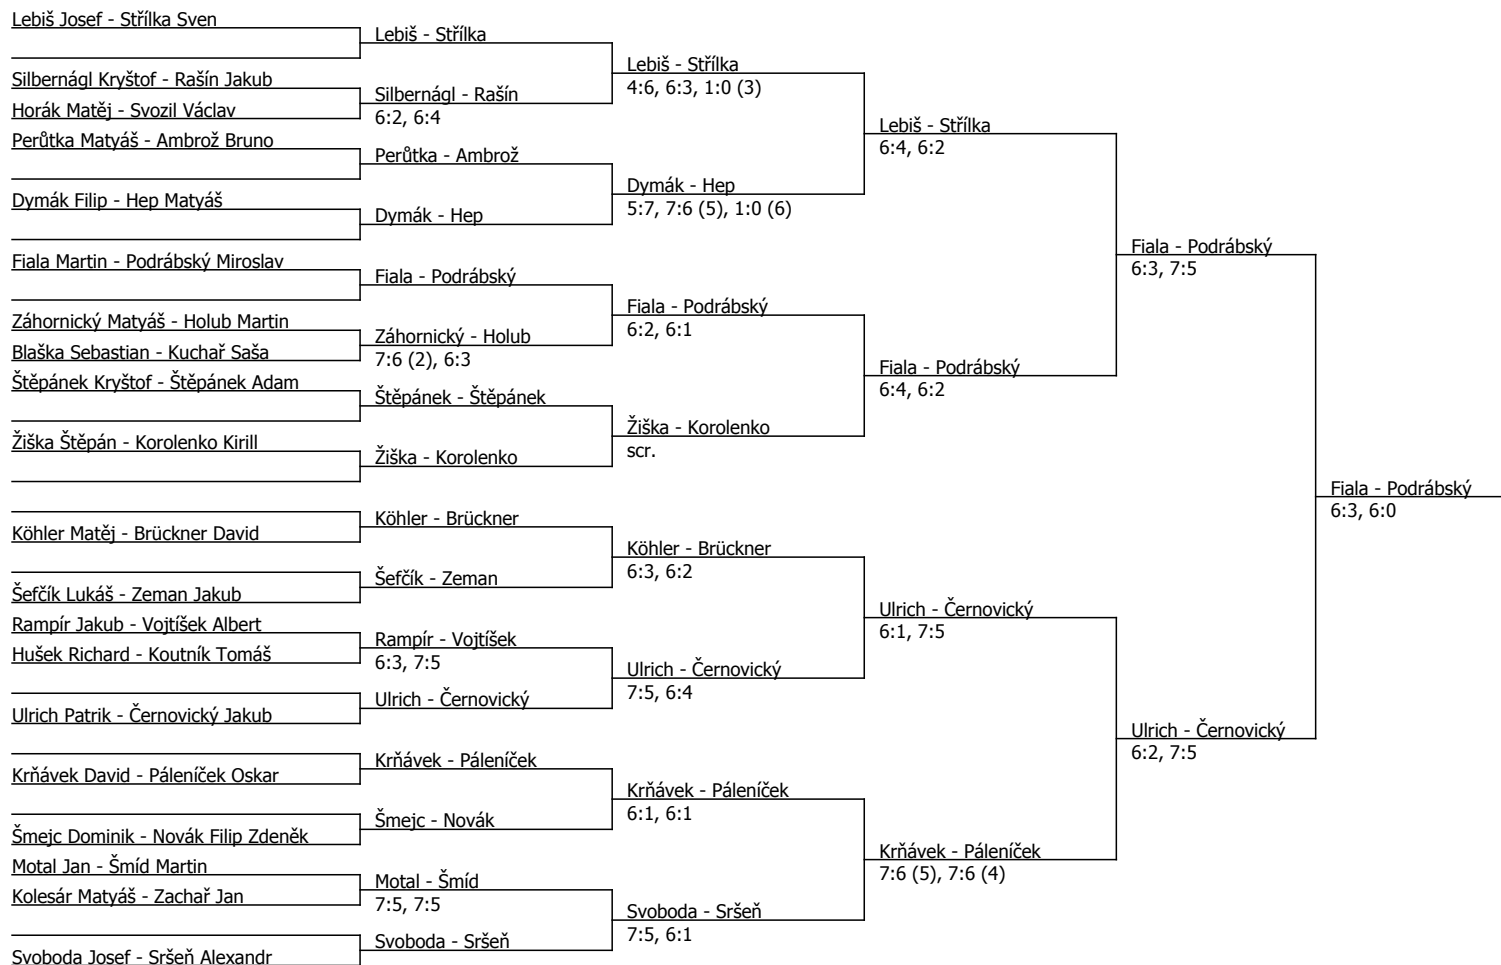 Lebiš Josef - Střílka Sven
Silbernágl Kryštof - Rašín Jakub
Horák Matěj - Svozil Václav
Perůtka Matyáš - Ambrož Bruno
Dymák Filip - Hep Matyáš
Fiala Martin - Podrábský Miroslav
Záhornický Matyáš - Holub Martin
Blaška Sebastian - Kuchař Saša
Štěpánek Kryštof - Štěpánek Adam
Žiška Štěpán - Korolenko Kirill
Köhler Matěj - Brückner David
Šefčík Lukáš - Zeman Jakub
Rampír Jakub - Vojtíšek Albert
Hušek Richard - Koutník Tomáš
Ulrich Patrik - Černovický Jakub
Krňávek David - Páleníček Oskar
Šmejc Dominik - Novák Filip Zdeněk
Motal Jan - Šmíd Martin
Kolesár Matyáš - Zachař Jan
Svoboda Josef - Sršeň Alexandr
Lebiš - Střílka
Silbernágl - Rašín
6:2, 6:4
Perůtka - Ambrož
Dymák - Hep
Fiala - Podrábský
Záhornický - Holub
7:6 (2), 6:3
Štěpánek - Štěpánek
Žiška - Korolenko
Köhler - Brückner
Šefčík - Zeman
Rampír - Vojtíšek
6:3, 7:5
Ulrich - Černovický
Krňávek - Páleníček
Šmejc - Novák
Motal - Šmíd
7:5, 7:5
Svoboda - Sršeň
Lebiš - Střílka
4:6, 6:3, 1:0 (3)
Dymák - Hep
5:7, 7:6 (5), 1:0 (6)
Fiala - Podrábský
6:2, 6:1
Žiška - Korolenko
scr.
Köhler - Brückner
6:3, 6:2
Ulrich - Černovický
7:5, 6:4
Krňávek - Páleníček
6:1, 6:1
Svoboda - Sršeň
7:5, 6:1
Lebiš - Střílka
6:4, 6:2
Fiala - Podrábský
6:4, 6:2
Ulrich - Černovický
6:1, 7:5
Krňávek - Páleníček
7:6 (5), 7:6 (4)
Fiala - Podrábský
6:3, 7:5
Ulrich - Černovický
6:2, 7:5
Fiala - Podrábský
6:3, 6:0